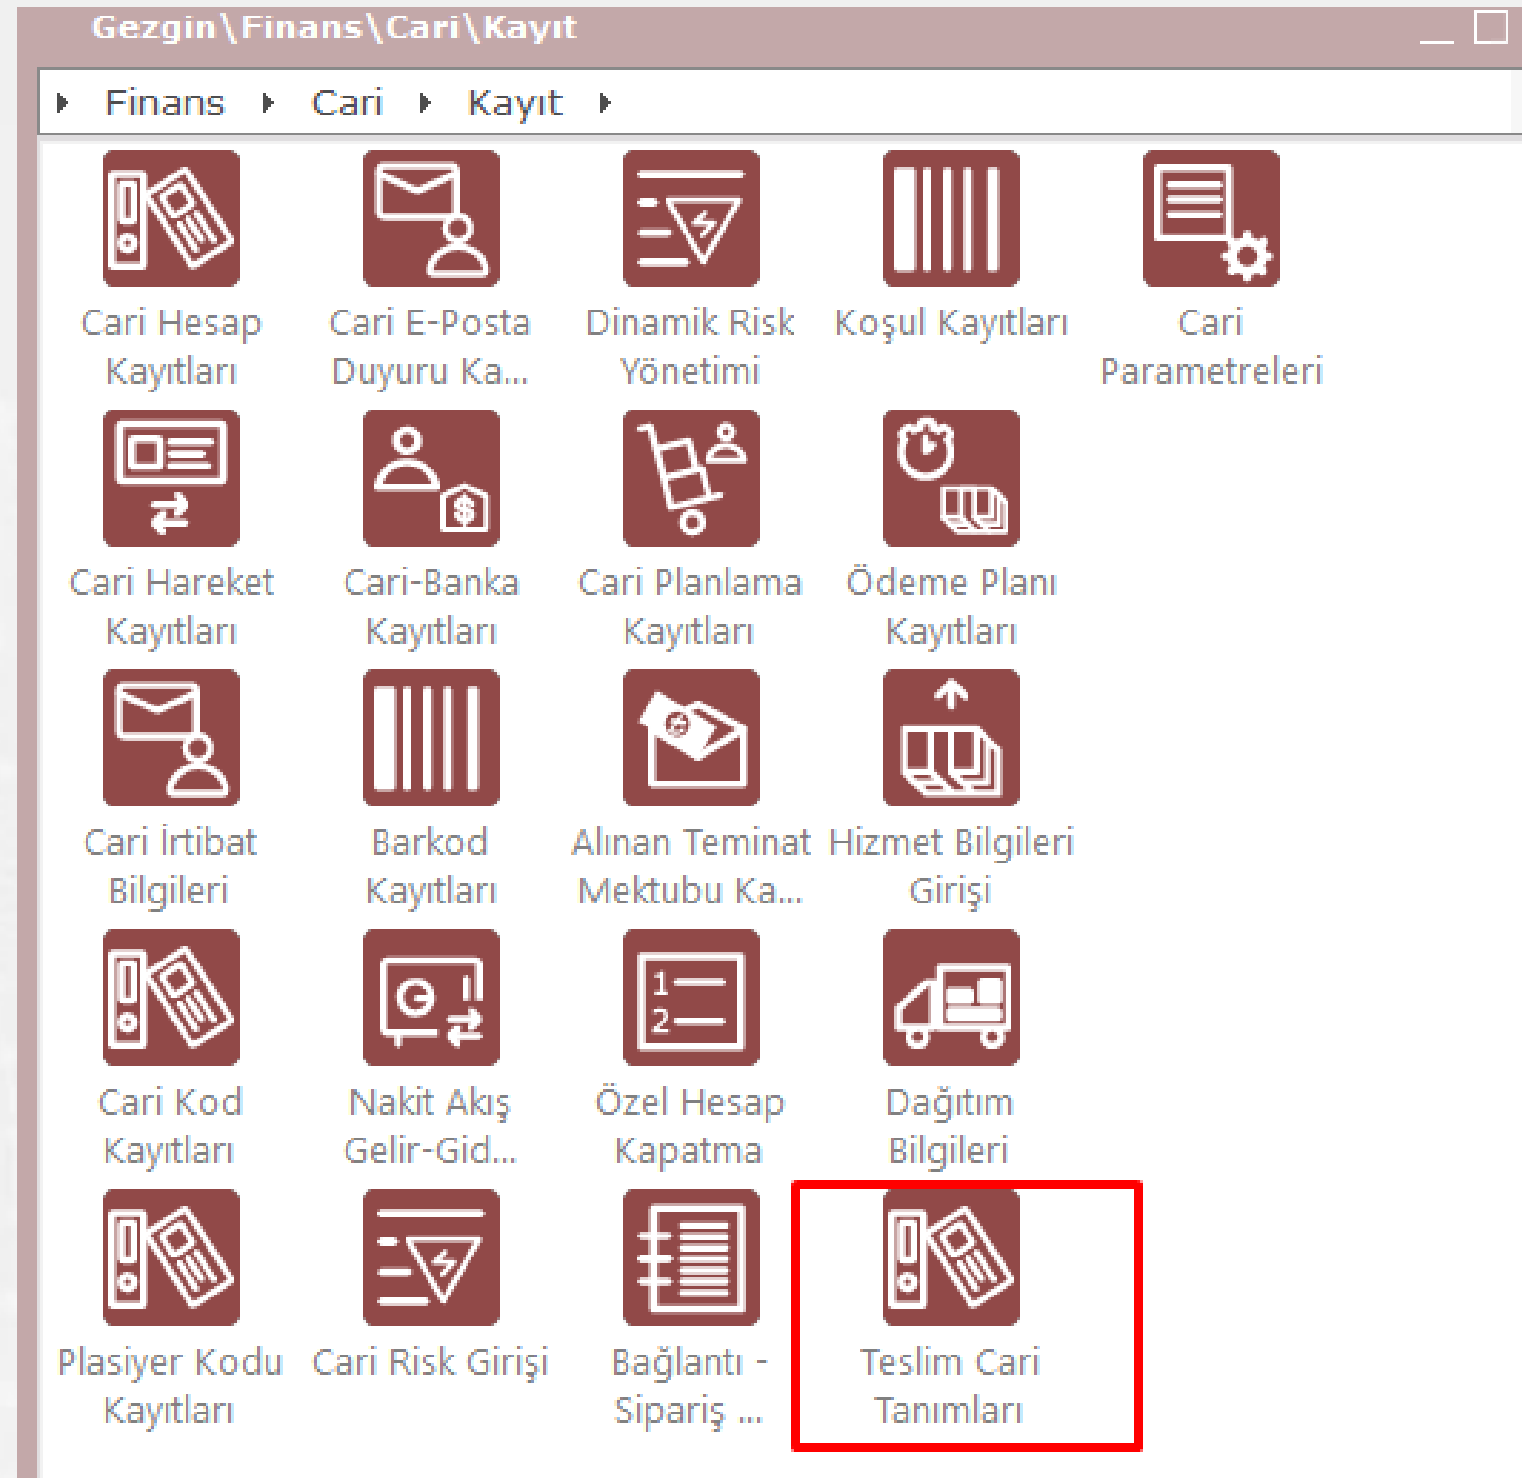 Gezgin\Finans\Cari\Kayıt
Finans Cari Kayıt
Cari Hesap
Kayıtları
Cari E-Posta
Duyuru Ka...
Dinamik Risk
Yönetimi
Koşul Kayıtları
Cari
Parametreleri
Cari Hareket
Kayıtları
Cari-Banka
Kayıtları
Cari Planlama
Kayıtları
Ödeme Planı
Kayıtları
Cari İrtibat
Bilgileri
Barkod
Kayıtları
Alınan Teminat
Mektubu Ka...
Hizmet Bilgileri
Girişi
Cari Kod
Kayıtları
Nakit Akış
Gelir-Gid...
1
2
Özel Hesap
Kapatma
Dağıtım
Bilgileri
Plasiyer Kodu
Kayıtları
Cari Risk Girişi
Bağlantı -
Sipariş ...
Teslim Cari
Tanımları